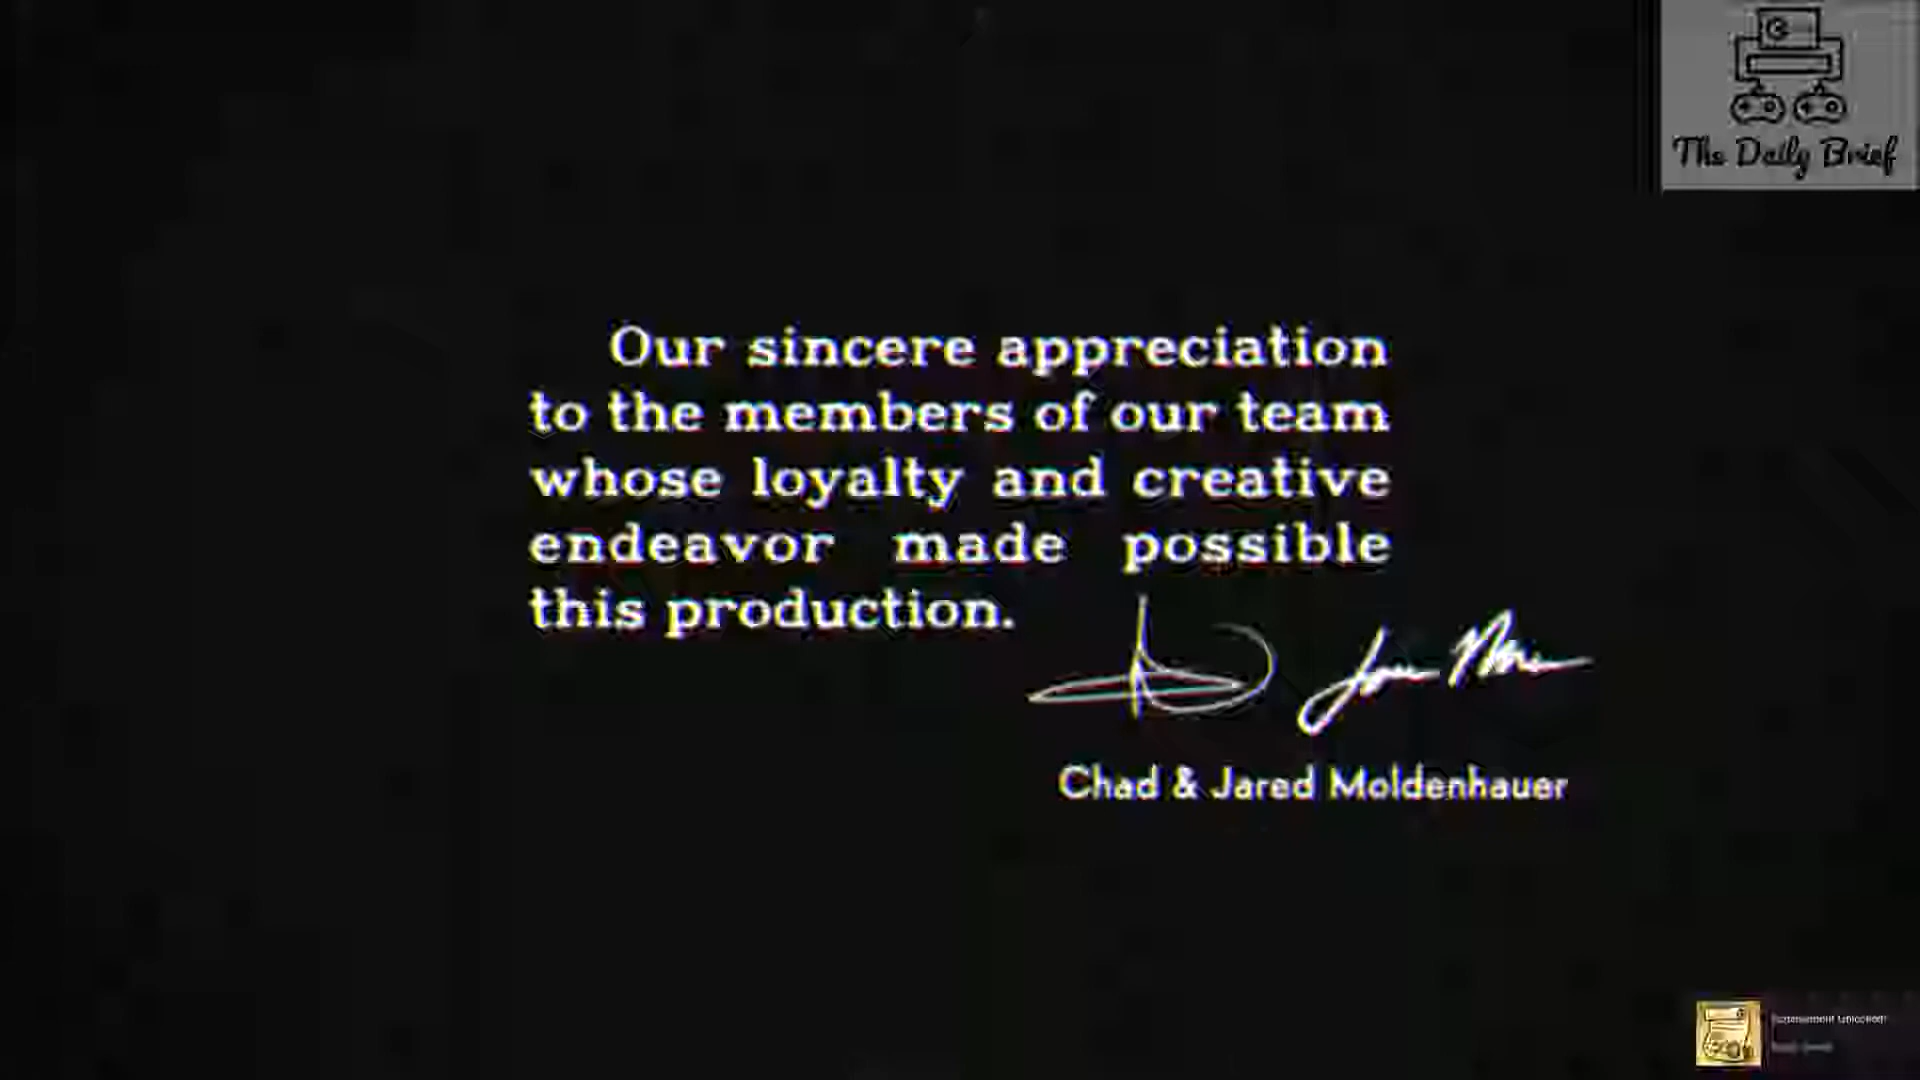 The Daily Brief
Our sincere appreciation
to the members of our team
whose loyalty and creative
endeavor made possible
this production.
Chad & Jared Moldenhauer